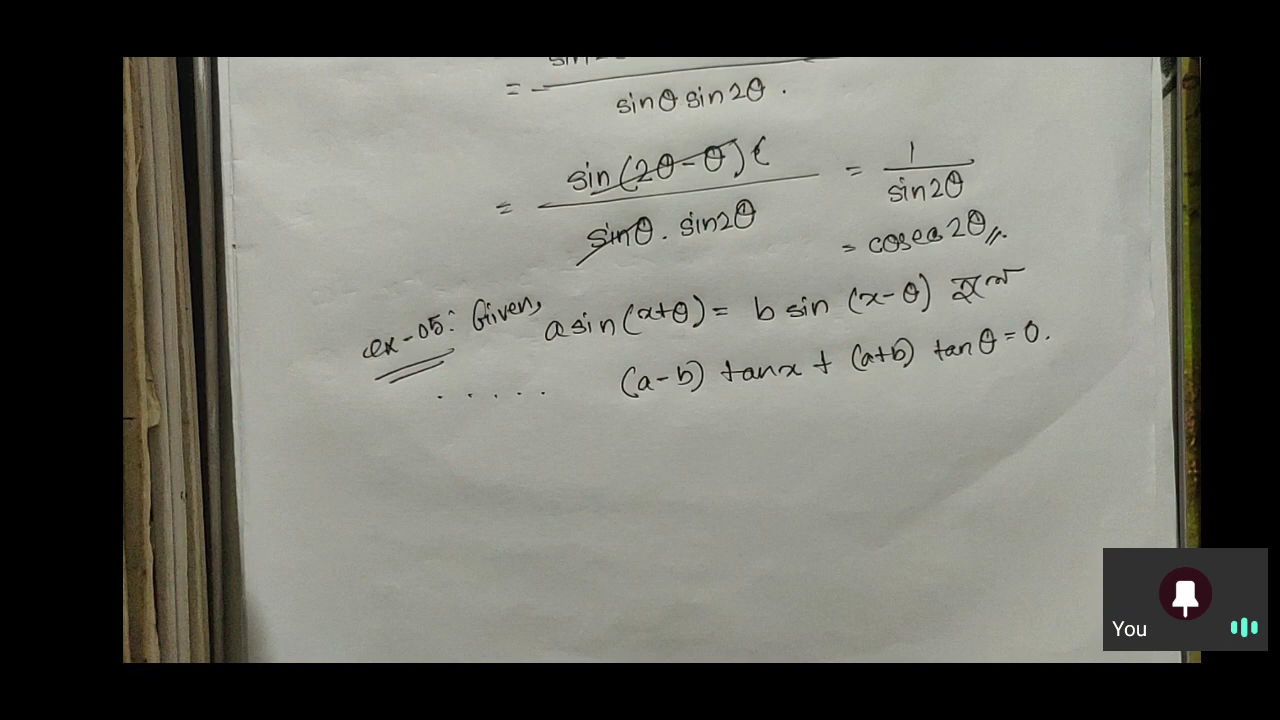 = sinθ sin2θ .
= sin(2θ-θ) / sinθ . sin2θ = 1 / sin2θ
= cosec 2θ //.
ex-05: Given, a sin(x+θ) = b sin (x-θ) হলে
. . . . . (a-b) tanx + (a+b) tanθ = 0.
You